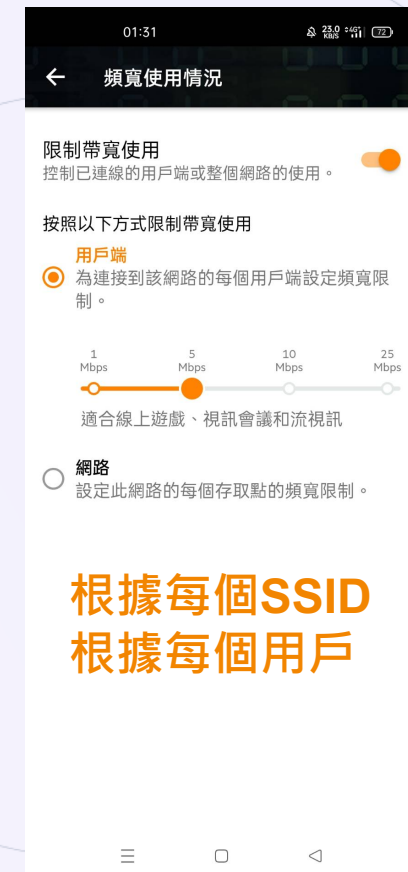 01:31
23.0 KB/S 4G 72
頻寬使用情況
限制帶寬使用
控制已連線的用戶端或整個網路的使用。
按照以下方式限制帶寬使用
用戶端
為連接到該網路的每個用戶端設定頻寬限
制。
1 5 10 25
Mbps Mbps Mbps Mbps
適合線上遊戲、視訊會議和流視訊
網路
設定此網路的每個存取點的頻寬限制。
根據每個SSID
根據每個用戶